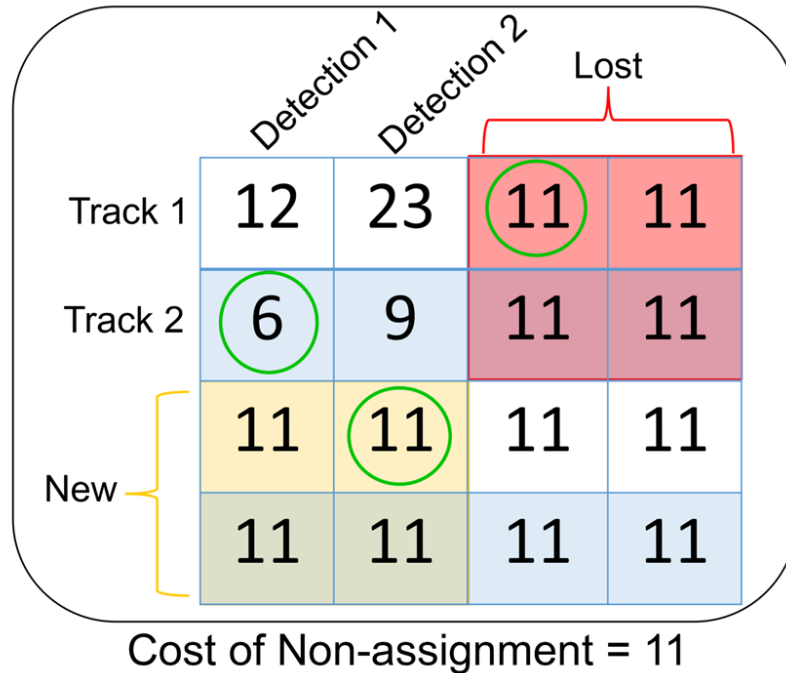 Detection 1
Detection 2
Lost
Track 1
12 23 11 11
Track 2
6 9 11 11
New
11 11 11 11
11 11 11 11
Cost of Non-assignment = 11